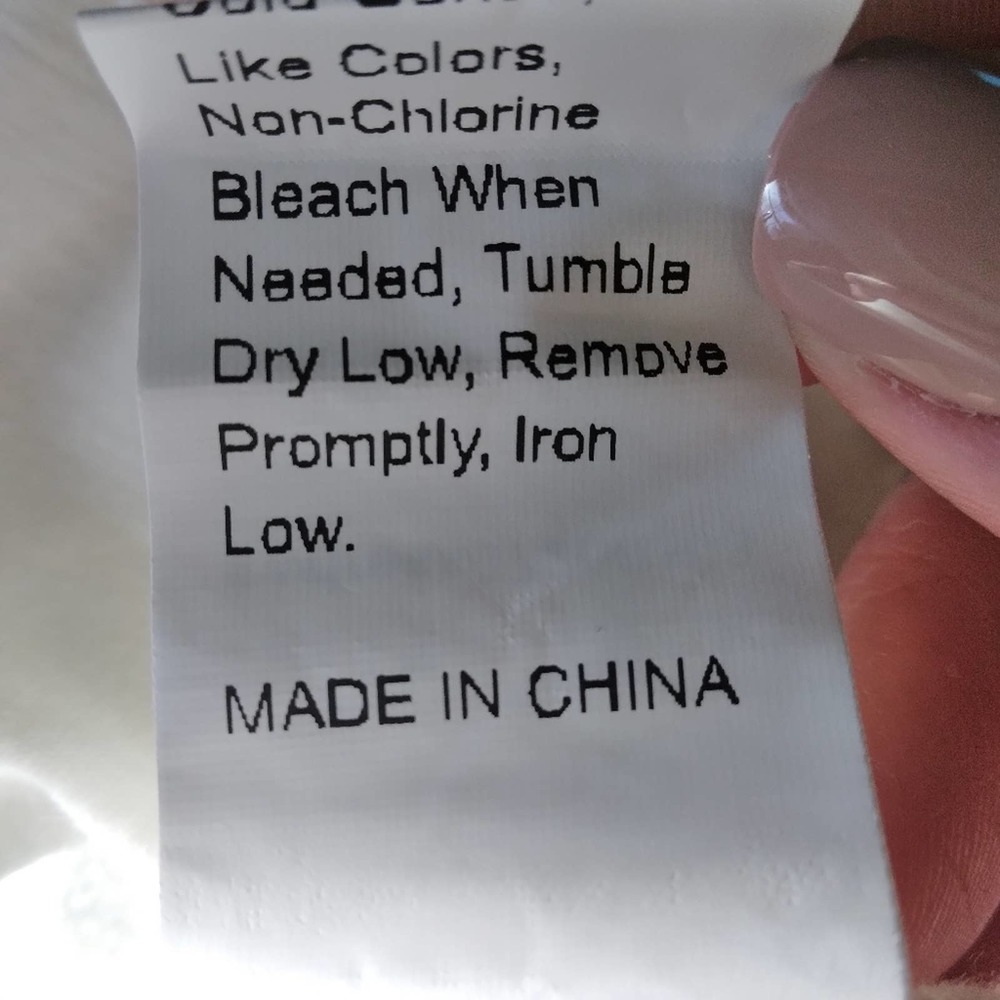 Like Colors,
Non-Chlorine
Bleach When
Needed, Tumble
Dry Low, Remove
Promptly, Iron
Low.
MADE IN CHINA